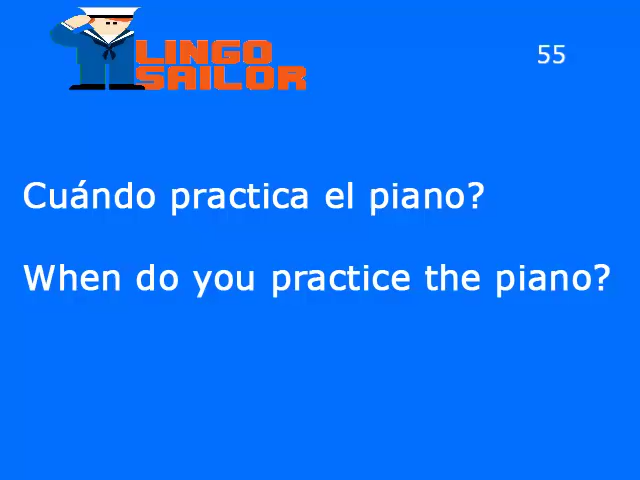 LINGO
SAILOR
55
Cuándo practica el piano?
When do you practice the piano?